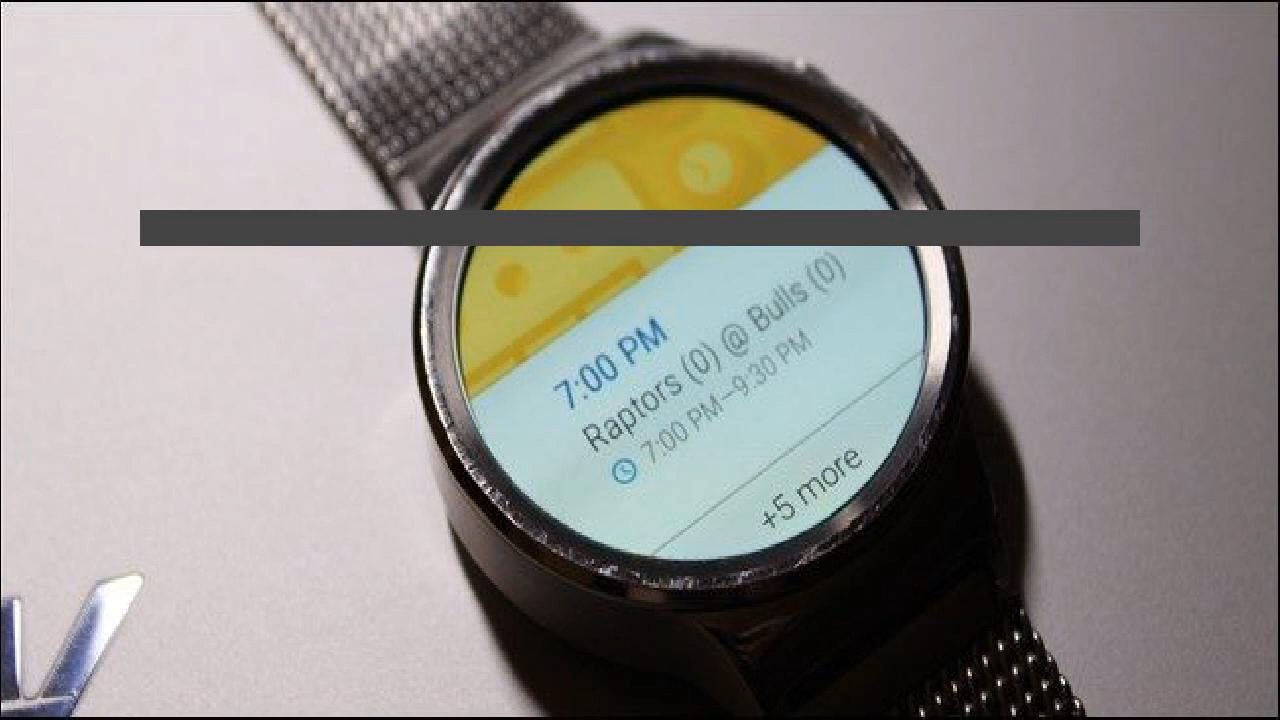 7:00 PM
Raptors (0) @ Bulls (0)
7:00 PM–9:30 PM
+5 more